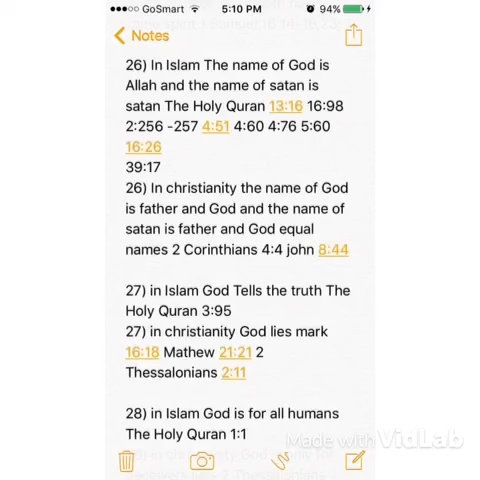 GoSmart 5:10 PM 94%
Notes
26) In Islam The name of God is
Allah and the name of satan is
satan The Holy Quran 13:16 16:98
2:256 -257 4:51 4:60 4:76 5:60
16:26
39:17
26) In christianity the name of God
is father and God and the name of
satan is father and God equal
names 2 Corinthians 4:4 john 8:44
27) in Islam God Tells the truth The
Holy Quran 3:95
27) in christianity God lies mark
16:18 Mathew 21:21 2
Thessalonians 2:11
28) in Islam God is for all humans
The Holy Quran 1:1
Made with VidLab